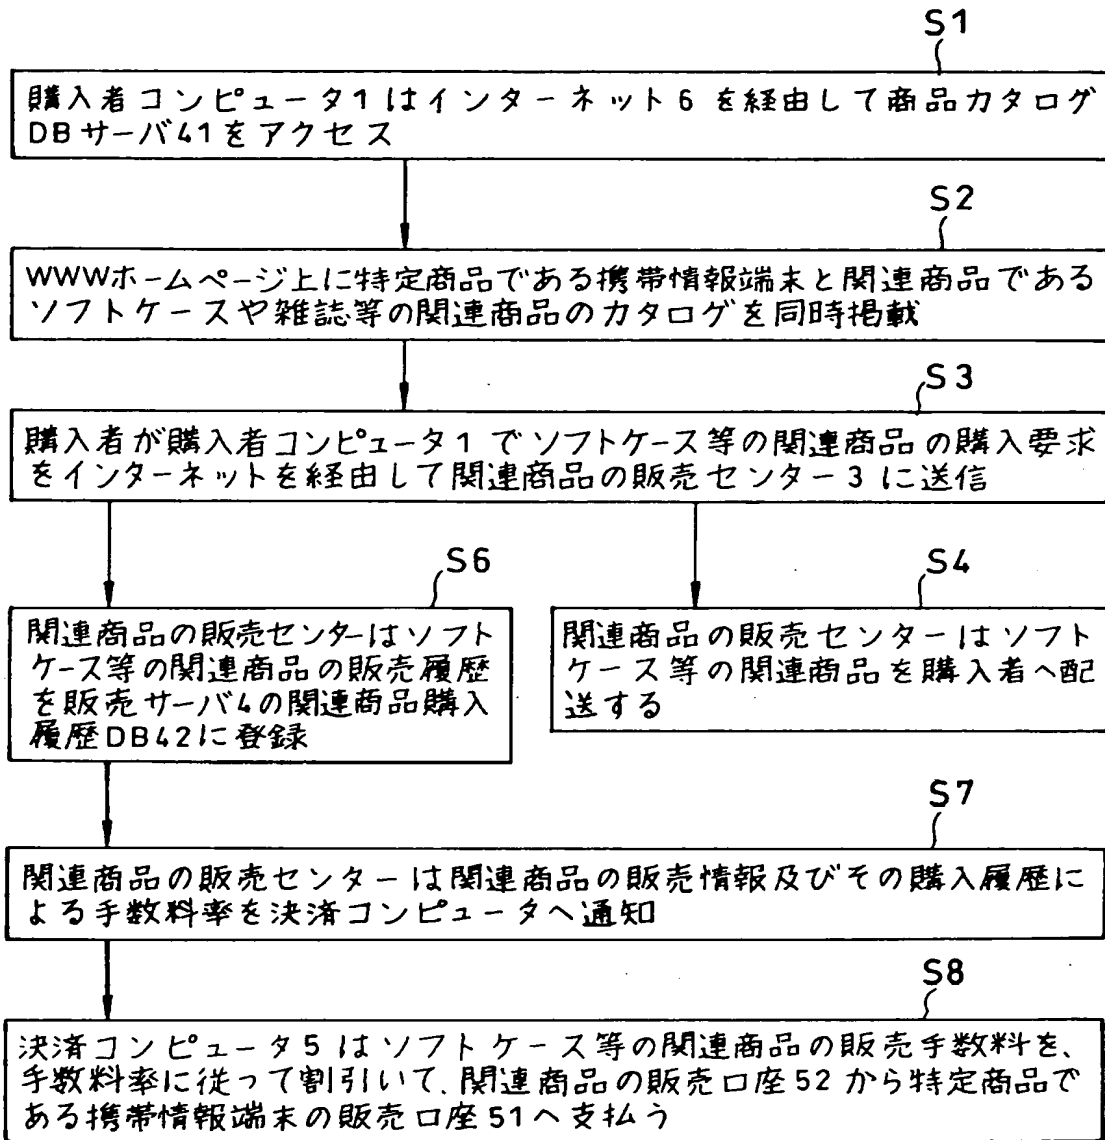 S1
購入者コンピュータ1はインターネット6を経由して商品カタログ
DBサーバ41をアクセス
S2
WWWホームページ上に特定商品である携帯情報端末と関連商品である
ソフトケースや雑誌等の関連商品のカタログを同時掲載
S3
購入者が購入者コンピュータ1でソフトケース等の関連商品の購入要求
をインターネットを経由して関連商品の販売センター3に送信
S6
関連商品の販売センターはソフト
ケース等の関連商品の販売履歴
を販売サーバ4の関連商品購入
履歴DB42に登録
S4
関連商品の販売センターはソフト
ケース等の関連商品を購入者へ配
送する
S7
関連商品の販売センターは関連商品の販売情報及びその購入履歴に
よる手数料率を決済コンピュータへ通知
S8
決済コンピュータ5はソフトケース等の関連商品の販売手数料を、
手数料率に従って割引いて、関連商品の販売口座52から特定商品で
ある携帯情報端末の販売口座51へ支払う